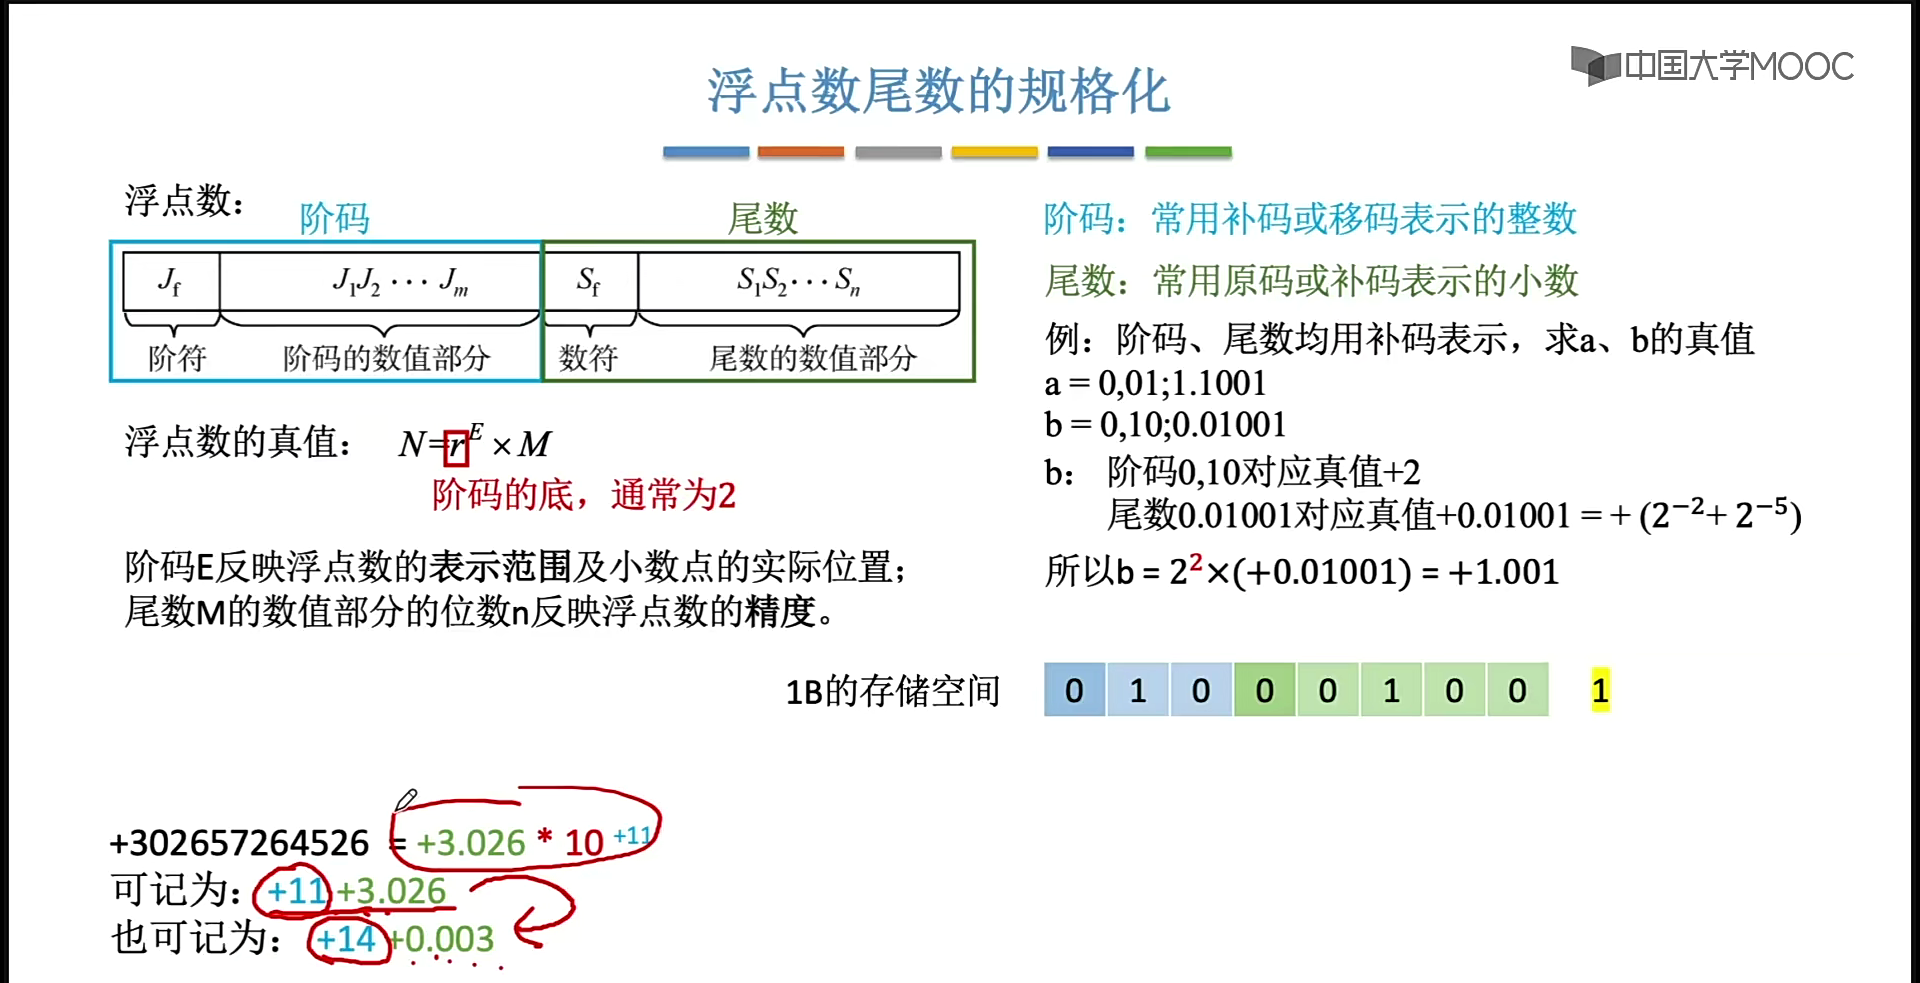 中国大学MOOC
浮点数尾数的规格化
浮点数：
阶码
尾数
J_f J_1J_2 ··· J_m S_f S_1S_2···S_n
阶符 阶码的数值部分 数符 尾数的数值部分
浮点数的真值： N=r^E × M
阶码的底，通常为2
阶码E反映浮点数的表示范围及小数点的实际位置；
尾数M的数值部分的位数n反映浮点数的精度。
阶码：常用补码或移码表示的整数
尾数：常用原码或补码表示的小数
例：阶码、尾数均用补码表示，求a、b的真值
a = 0,01;1.1001
b = 0,10;0.01001
b： 阶码0,10对应真值+2
尾数0.01001对应真值+0.01001 = + (2^−2+ 2^−5)
所以b = 2^2×(+0.01001) = +1.001
1B的存储空间 0 1 0 0 0 1 0 0 1
+302657264526 = +3.026 * 10 ^+11
可记为：+11 +3.026
也可记为： +14 +0.003